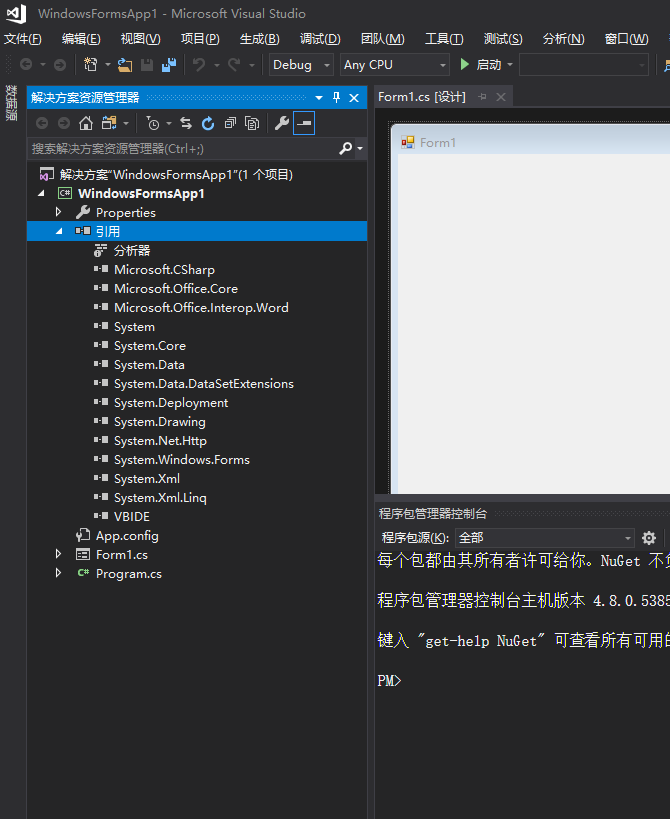 WindowsFormsApp1 - Microsoft Visual Studio
文件(F) 编辑(E) 视图(V) 项目(P) 生成(B) 调试(D) 团队(M) 工具(T) 测试(S) 分析(N) 窗口(W)
Debug Any CPU 启动
数据源
解决方案资源管理器
搜索解决方案资源管理器(Ctrl+;)
解决方案"WindowsFormsApp1"(1 个项目)
C# WindowsFormsApp1
Properties
引用
分析器
Microsoft.CSharp
Microsoft.Office.Core
Microsoft.Office.Interop.Word
System
System.Core
System.Data
System.Data.DataSetExtensions
System.Deployment
System.Drawing
System.Net.Http
System.Windows.Forms
System.Xml
System.Xml.Linq
VBIDE
App.config
Form1.cs
C# Program.cs
Form1.cs [设计]
Form1
程序包管理器控制台
程序包源(K): 全部
每个包都由其所有者许可给你。NuGet 不
程序包管理器控制台主机版本 4.8.0.5385
键入 "get-help NuGet" 可查看所有可用的
PM>